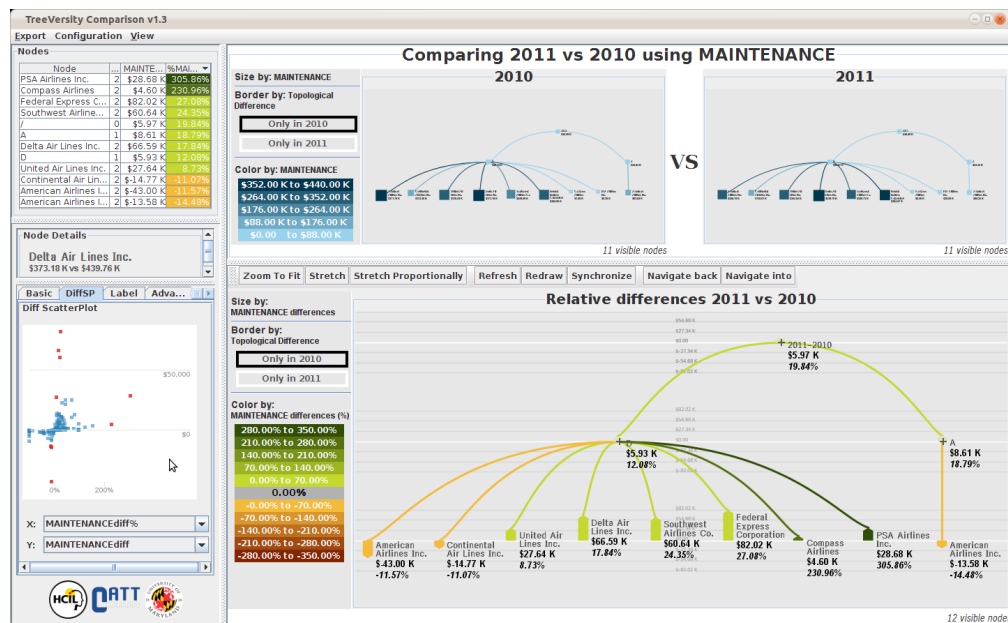 TreeVersity Comparison v1.3
Export Configuration View
Nodes
Node ... MAINTE... %MAI...
PSA Airlines Inc. 2 $28.68 K 305.86%
Compass Airlines 2 $4.60 K 230.96%
Federal Express C... 2 $82.02 K 27.08%
Southwest Airline... 2 $60.64 K 24.35%
/ 0 $5.97 K 19.84%
A 1 $8.61 K 18.79%
Delta Air Lines Inc. 2 $66.59 K 17.84%
D 1 $5.93 K 12.08%
United Air Lines Inc. 2 $27.64 K 8.73%
Continental Air Lin... 2 $-14.77 K -11.07%
American Airlines I... 2 $-43.00 K -11.57%
American Airlines I... 2 $-13.58 K -14.48%
Node Details
Delta Air Lines Inc.
$373.18 K vs $439.76 K
Basic DiffSP Label Adva...
Diff ScatterPlot
$50,000
$0
0% 200%
X: MAINTENANCEdiff%
Y: MAINTENANCEdiff
HCIL CATT UNIVERSITY OF MARYLAND
Comparing 2011 vs 2010 using MAINTENANCE
Size by: MAINTENANCE
Border by: Topological
Difference
Only in 2010
Only in 2011
Color by: MAINTENANCE
$352.00 K to $440.00 K
$264.00 K to $352.00 K
$176.00 K to $264.00 K
$88.00 K to $176.00 K
$0.00 to $88.00 K
2010
11 visible nodes
VS
2011
11 visible nodes
Zoom To Fit Stretch Stretch Proportionally Refresh Redraw Synchronize Navigate back Navigate into
Relative differences 2011 vs 2010
Size by:
MAINTENANCE differences
Border by:
Topological Difference
Only in 2010
Only in 2011
Color by:
MAINTENANCE differences (%)
280.00% to 350.00%
210.00% to 280.00%
140.00% to 210.00%
70.00% to 140.00%
0.00% to 70.00%
0.00%
-0.00% to -70.00%
-70.00% to -140.00%
-140.00% to -210.00%
-210.00% to -280.00%
-280.00% to -350.00%
2011-2010
$5.97 K
19.84%
D
$5.93 K
12.08%
A
$8.61 K
18.79%
American
Airlines Inc.
$-43.00 K
-11.57%
Continental
Air Lines Inc.
$-14.77 K
-11.07%
United Air
Lines Inc.
$27.64 K
8.73%
Delta Air
Lines Inc.
$66.59 K
17.84%
Southwest
Airlines Co.
$60.64 K
24.35%
Federal
Express
Corporation
$82.02 K
27.08%
Compass
Airlines
$4.60 K
230.96%
PSA Airlines
Inc.
$28.68 K
305.86%
American
Airlines Inc.
$-13.58 K
-14.48%
12 visible node